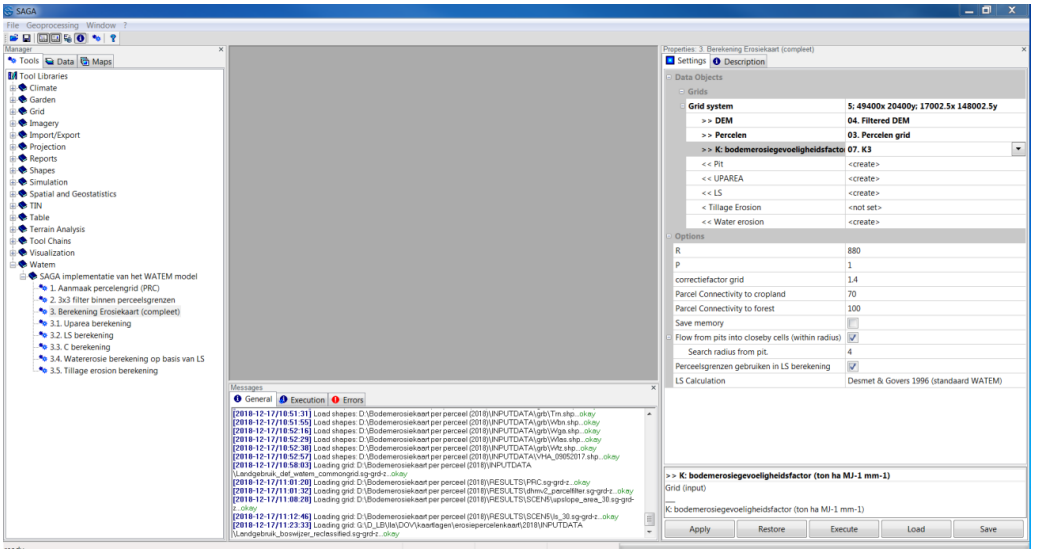 SAGA
File Geoprocessing Window ?
Manager
Tools Data Maps
Tool Libraries
Climate
Garden
Grid
Imagery
Import/Export
Projection
Reports
Shapes
Simulation
Spatial and Geostatistics
TIN
Table
Terrain Analysis
Tool Chains
Visualization
Watem
SAGA implementatie van het WATEM model
1. Aanmaak percelengrid (PRC)
2. 3x3 filter binnen perceelsgrenzen
3. Berekening Erosiekaart (compleet)
3.1. Uparea berekening
3.2. LS berekening
3.3. C berekening
3.4. Watererosie berekening op basis van LS
3.5. Tillage erosion berekening
Messages
General Execution Errors
[2018-12-17/10:51:31] Load shapes: D:\Bodemerosiekaart per perceel (2018)\INPUTDATA\grb\Trn.shp...okay
[2018-12-17/10:51:55] Load shapes: D:\Bodemerosiekaart per perceel (2018)\INPUTDATA\grb\Wbn.shp...okay
[2018-12-17/10:52:16] Load shapes: D:\Bodemerosiekaart per perceel (2018)\INPUTDATA\grb\Wga.shp...okay
[2018-12-17/10:52:29] Load shapes: D:\Bodemerosiekaart per perceel (2018)\INPUTDATA\grb\Wlas.shp...okay
[2018-12-17/10:52:38] Load shapes: D:\Bodemerosiekaart per perceel (2018)\INPUTDATA\grb\Wtz.shp...okay
[2018-12-17/10:52:57] Load shapes: D:\Bodemerosiekaart per perceel (2018)\INPUTDATA\VHA_09052017.shp...okay
[2018-12-17/10:58:03] Loading grid: D:\Bodemerosiekaart per perceel (2018)\INPUTDATA
\Landgebruik_def_watem_commongrid.sg-grd-z...okay
[2018-12-17/11:01:20] Loading grid: D:\Bodemerosiekaart per perceel (2018)\RESULTS\PRC.sg-grd-z...okay
[2018-12-17/11:01:32] Loading grid: D:\Bodemerosiekaart per perceel (2018)\RESULTS\dhmv2_parcelfilter.sg-grd-z...okay
[2018-12-17/11:08:28] Loading grid: D:\Bodemerosiekaart per perceel (2018)\RESULTS\SCEN5\upslope_area_30.sg-grd-
z...okay
[2018-12-17/11:12:46] Loading grid: D:\Bodemerosiekaart per perceel (2018)\RESULTS\SCEN5\ls_30.sg-grd-z...okay
[2018-12-17/11:23:33] Loading grid: G:\D_LB\lla\DOV\kaartlagen\erosiepercelenkaart\2018\INPUTDATA
\Landgebruik_boswijzer_reclassified.sg-grd-z...okay
Properties: 3. Berekening Erosiekaart (compleet)
Settings Description
Data Objects
Grids
Grid system 5; 49400x 20400y; 17002.5x 148002.5y
>> DEM 04. Filtered DEM
>> Percelen 03. Percelen grid
>> K: bodemerosiegevoeligheidsfactor 07. K3
<< Pit <create>
<< UPAREA <create>
<< LS <create>
< Tillage Erosion <not set>
<< Water erosion <create>
Options
R 880
P 1
correctiefactor grid 1.4
Parcel Connectivity to cropland 70
Parcel Connectivity to forest 100
Save memory
Flow from pits into closeby cells (within radius)
Search radius from pit. 4
Perceelsgrenzen gebruiken in LS berekening
LS Calculation Desmet & Govers 1996 (standaard WATEM)
>> K: bodemerosiegevoeligheidsfactor (ton ha MJ-1 mm-1)
Grid (input)
K: bodemerosiegevoeligheidsfactor (ton ha MJ-1 mm-1)
Apply Restore Execute Load Save